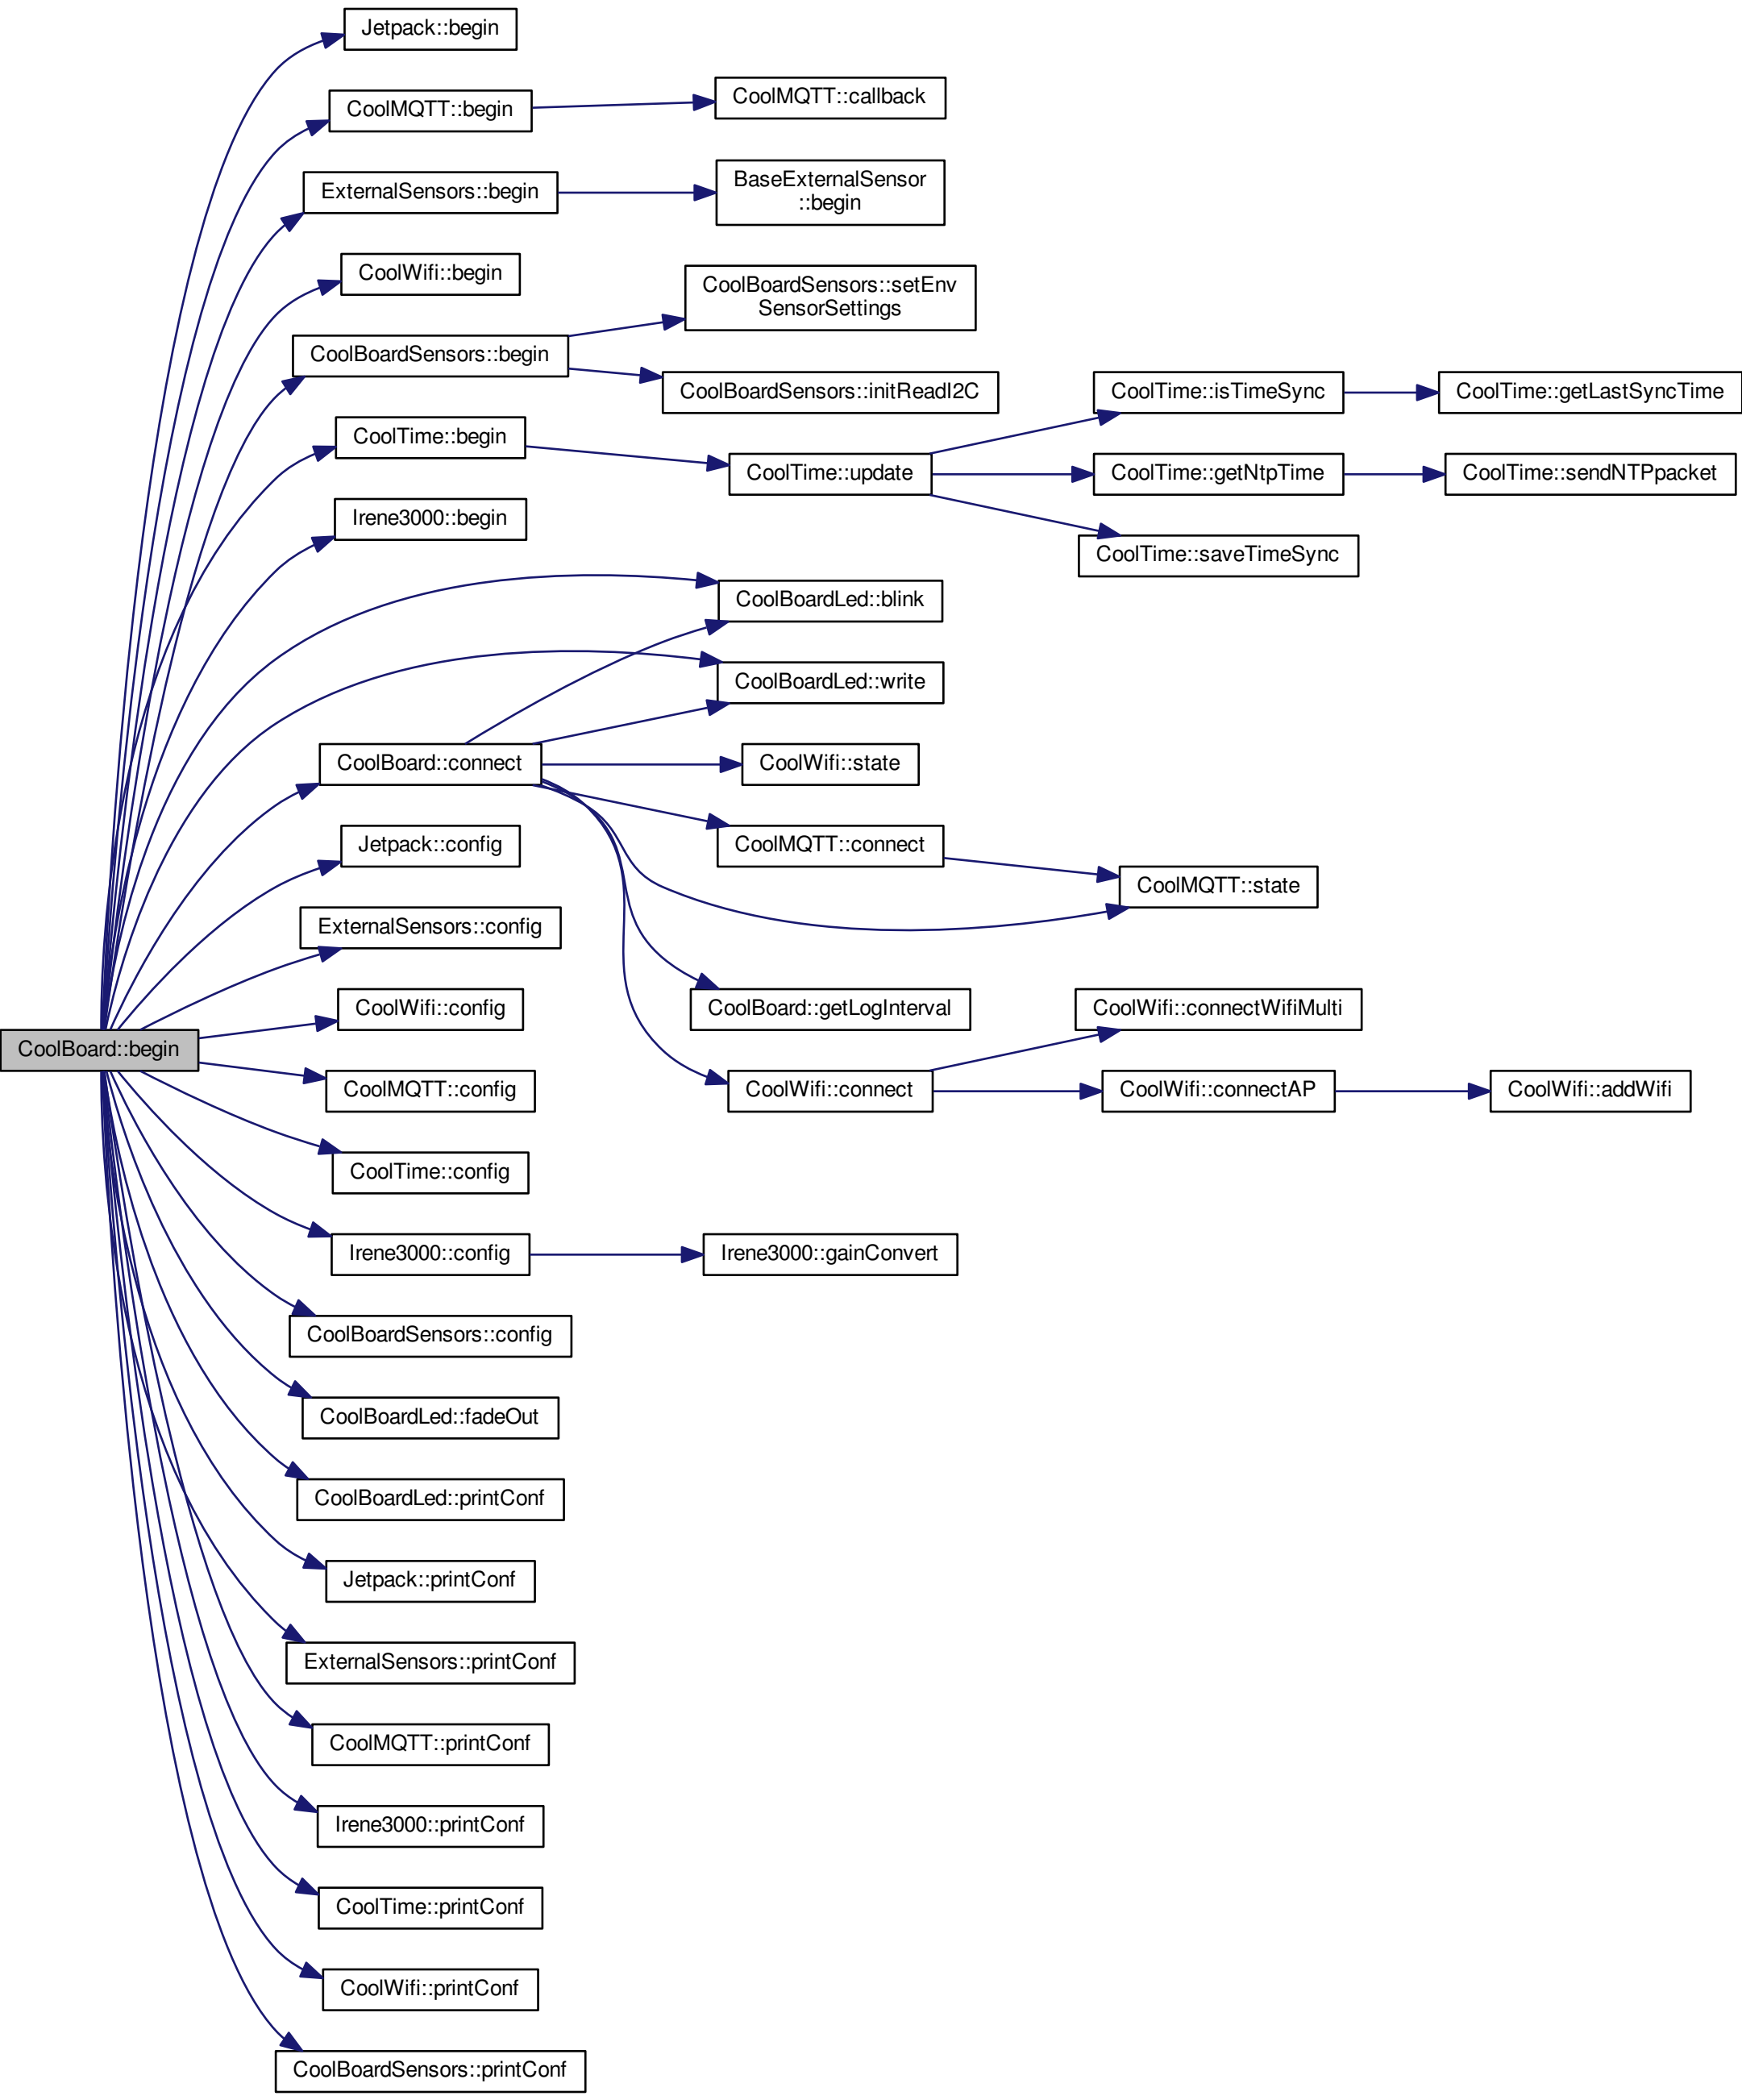 Jetpack::begin
CoolMQTT::begin
CoolMQTT::callback
ExternalSensors::begin
BaseExternalSensor
::begin
CoolWifi::begin
CoolBoardSensors::setEnv
SensorSettings
CoolBoardSensors::begin
CoolBoardSensors::initReadI2C
CoolTime::isTimeSync
CoolTime::getLastSyncTime
CoolTime::begin
CoolTime::update
CoolTime::getNtpTime
CoolTime::sendNTPpacket
Irene3000::begin
CoolTime::saveTimeSync
CoolBoardLed::blink
CoolBoardLed::write
CoolBoard::connect
CoolWifi::state
Jetpack::config
CoolMQTT::connect
CoolMQTT::state
ExternalSensors::config
CoolWifi::config
CoolBoard::getLogInterval
CoolWifi::connectWifiMulti
CoolBoard::begin
CoolMQTT::config
CoolWifi::connect
CoolWifi::connectAP
CoolWifi::addWifi
CoolTime::config
Irene3000::config
Irene3000::gainConvert
CoolBoardSensors::config
CoolBoardLed::fadeOut
CoolBoardLed::printConf
Jetpack::printConf
ExternalSensors::printConf
CoolMQTT::printConf
Irene3000::printConf
CoolTime::printConf
CoolWifi::printConf
CoolBoardSensors::printConf